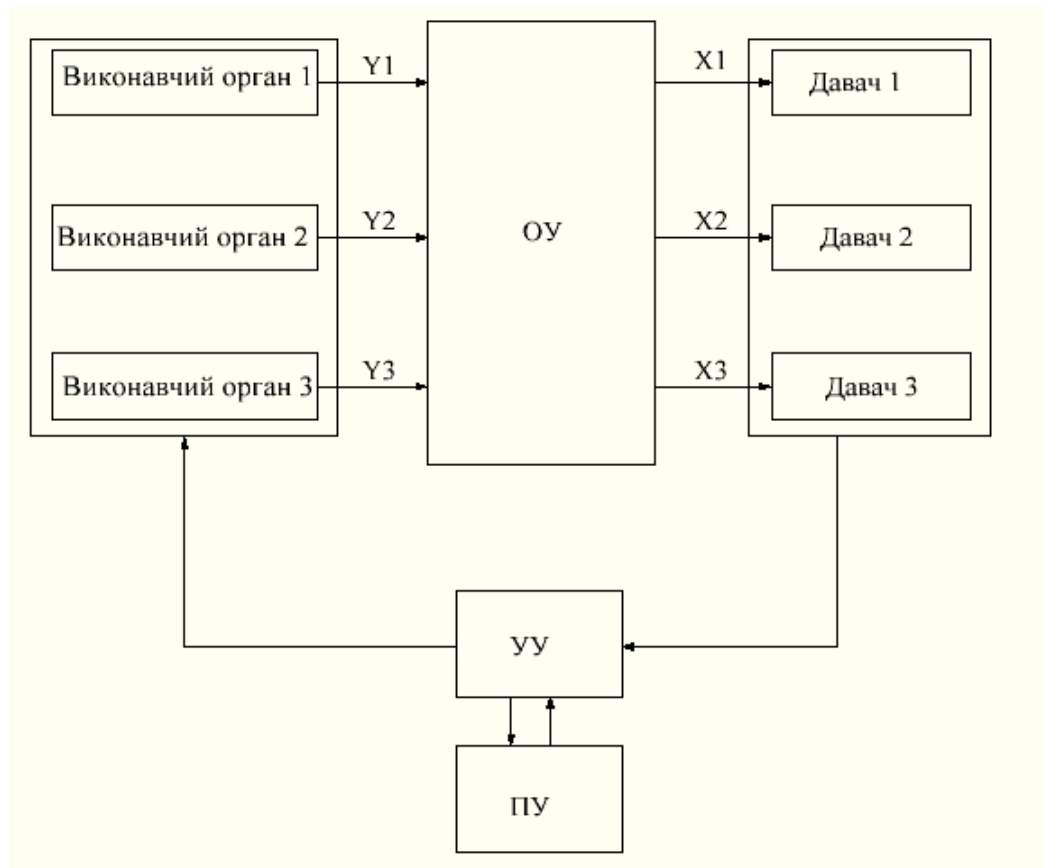 Виконавчий орган 1
Y1
X1
Давач 1
Виконавчий орган 2
Y2
ОУ
X2
Давач 2
Виконавчий орган 3
Y3
X3
Давач 3
УУ
ПУ